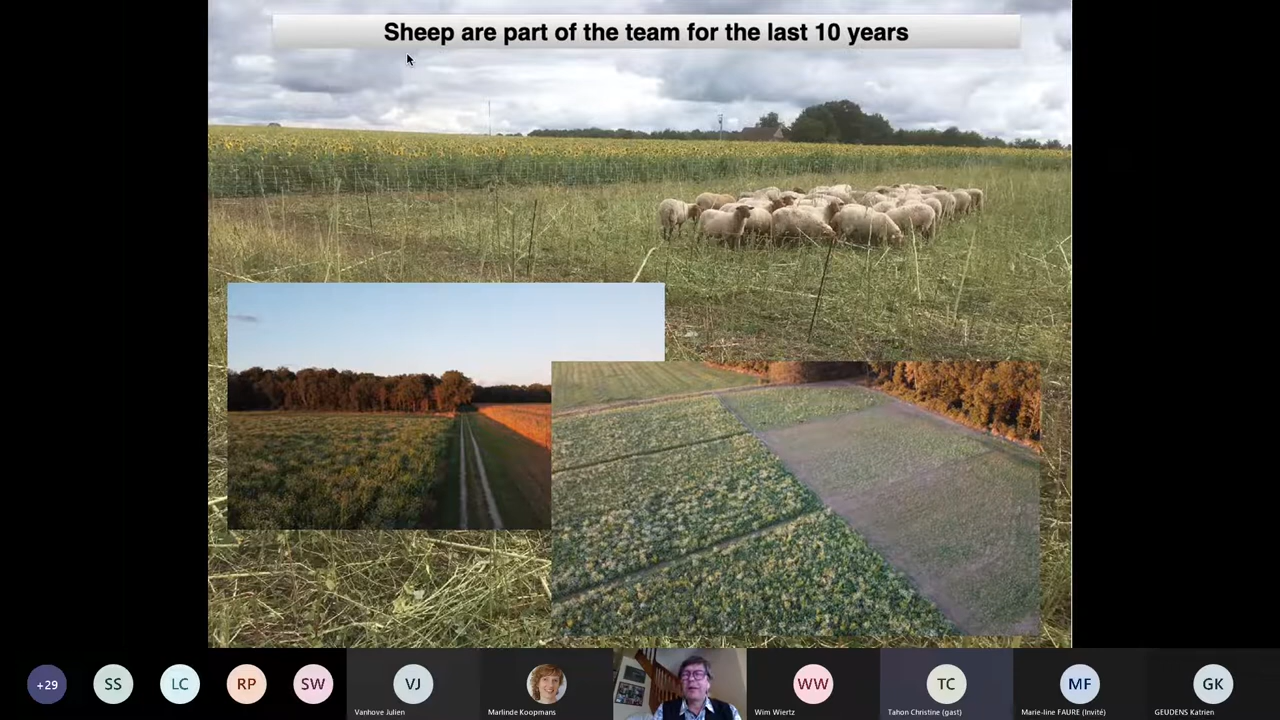 Sheep are part of the team for the last 10 years
+29
SS
LC
RP
SW
VJ
WW
TC
MF
GK
Vanhove Julien
Marlinde Koopmans
Wim Wiertz
Tahon Christine (gast)
Marie-line FAURE (Invité)
GEUDENS Katrien